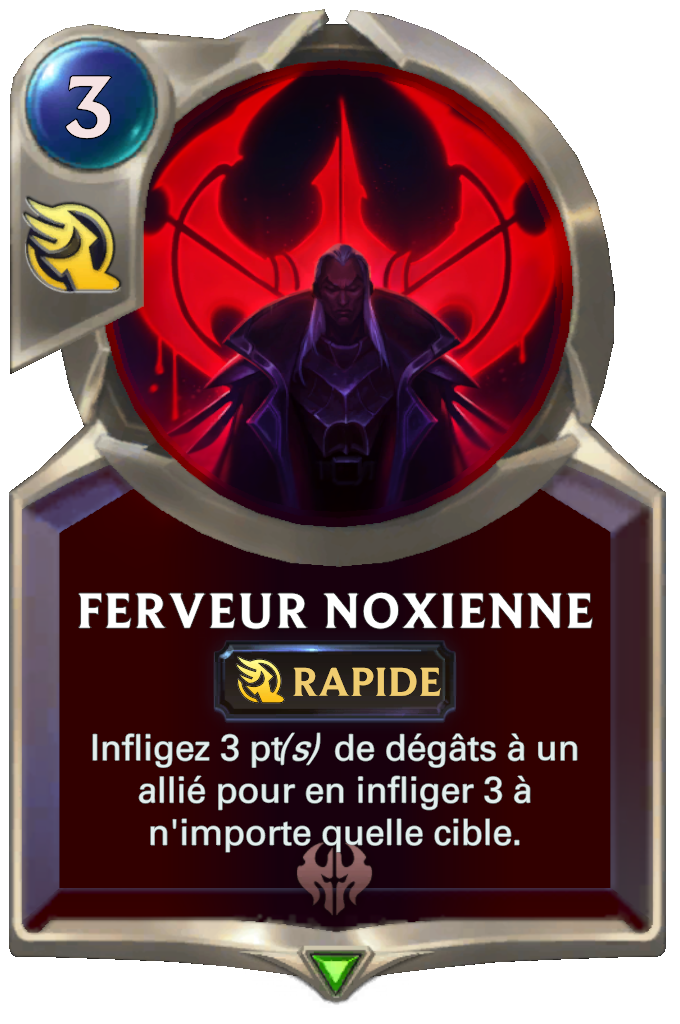 3
FERVEUR NOXIENNE
RAPIDE
Infligez 3 pt(s) de dégâts à un
allié pour en infliger 3 à
n'importe quelle cible.